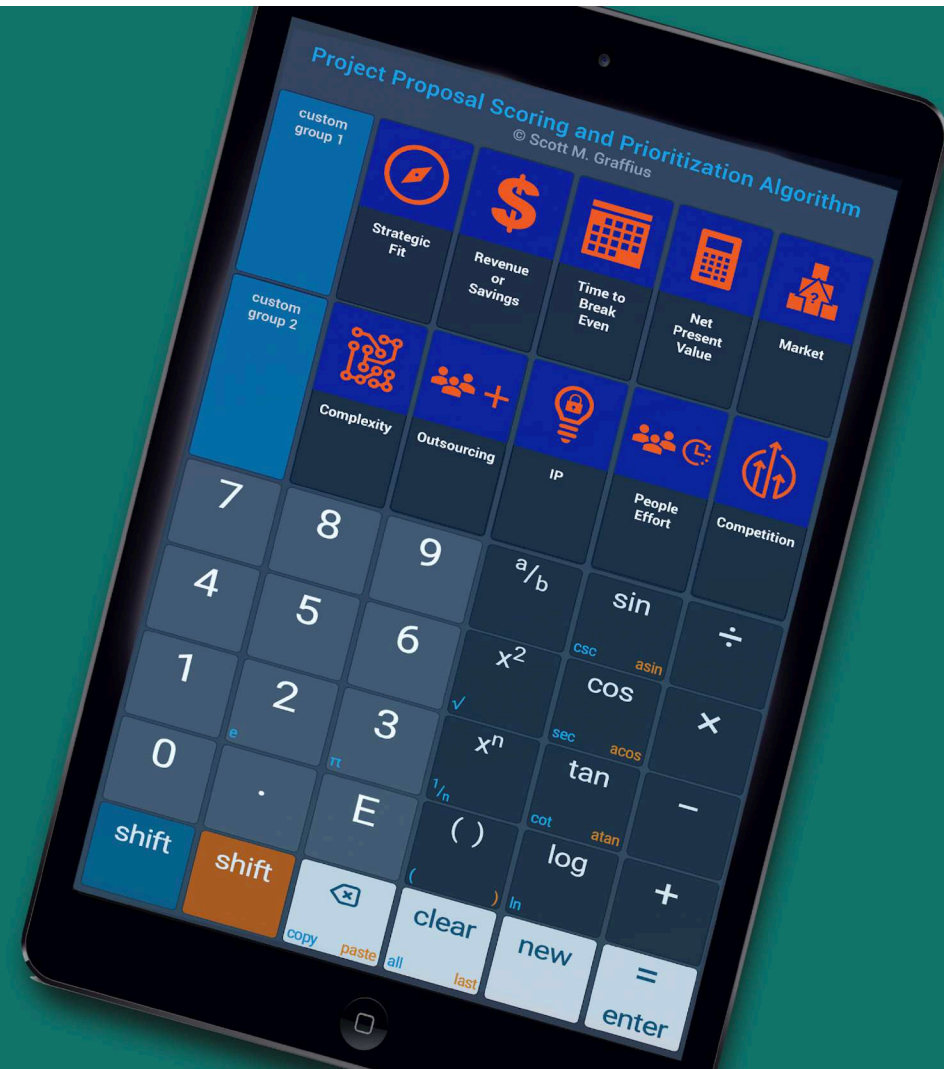 Project Proposal Scoring and Prioritization Algorithm
© Scott M. Graffius
custom
group 1
Strategic
Fit
Revenue
or
Savings
Time to
Break
Even
Net
Present
Value
Market
custom
group 2
Complexity
Outsourcing
IP
People
Effort
Competition
?
7
8
9
a/b
sin
csc
asin
÷
4
5
6
x²
√
cos
sec
acos
×
1
2
e
3
π
xⁿ
1/n
tan
cot
atan
−
0
.
E
( )
(
)
log
ln
+
shift
shift
copy
paste
clear
all
last
new
=
enter